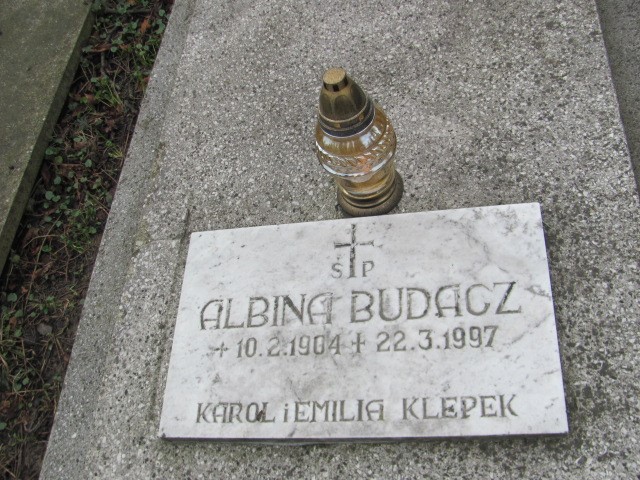 Ś P
ALBINA BUDACZ
+ 10.2.1904 + 22.3.1997
KAROL i EMILIA KLEPEK